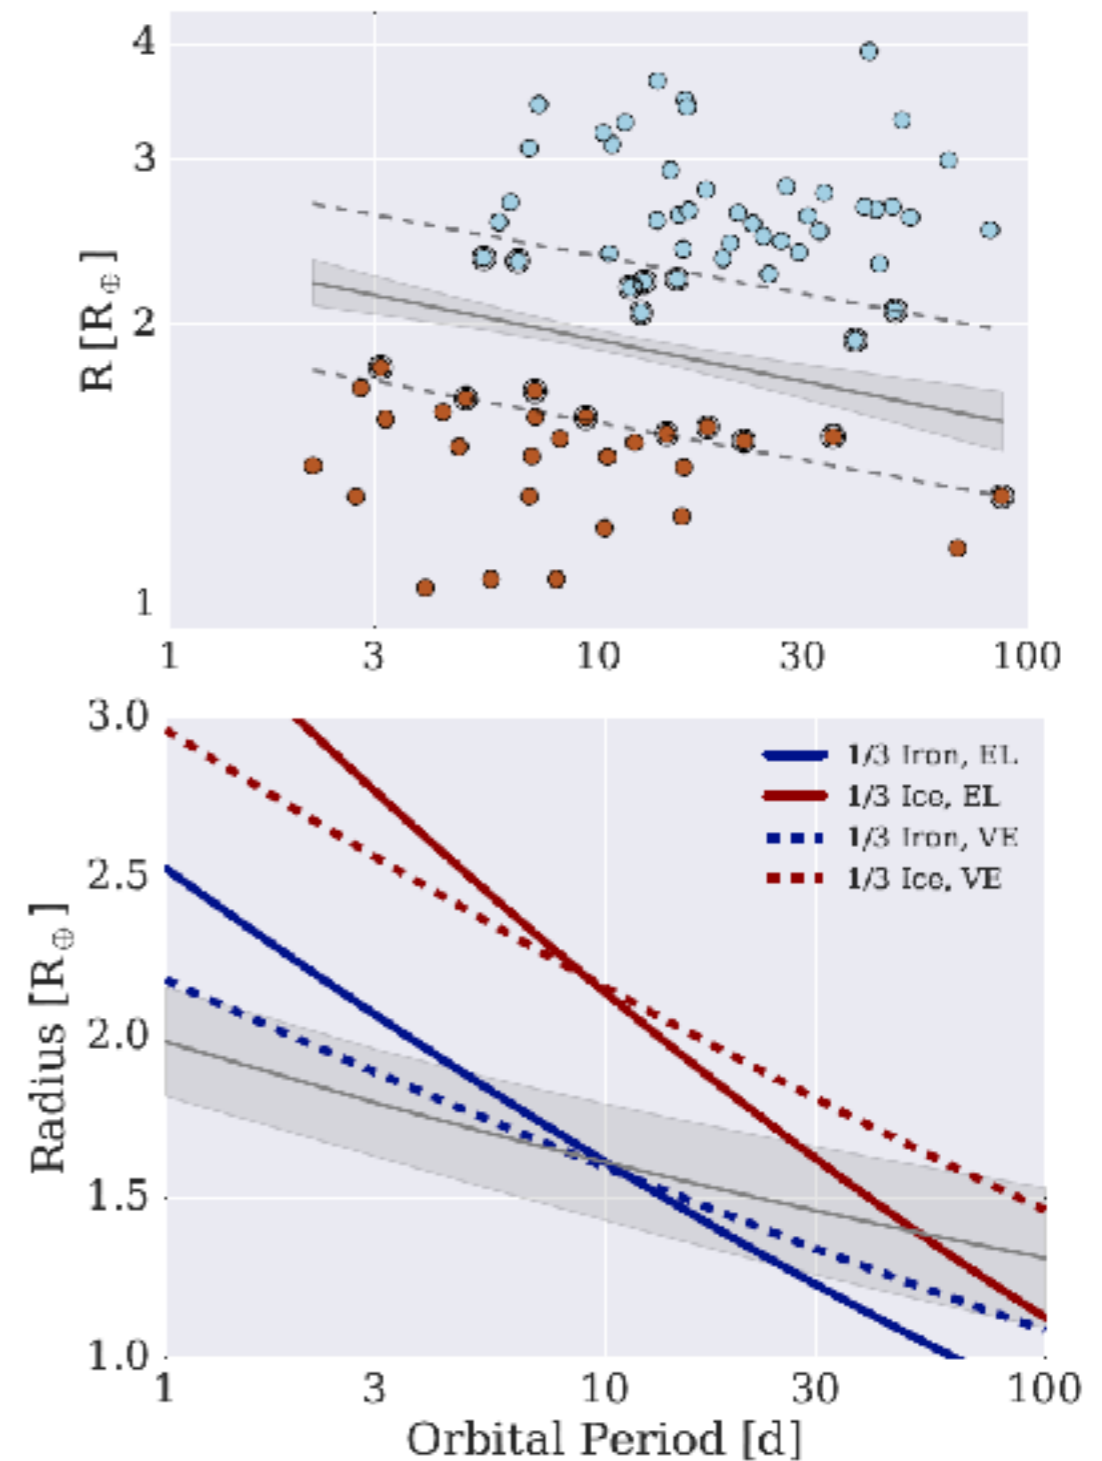 4
3
2
1
R [R⊕]
1 3 10 30 100
3.0
2.5
2.0
1.5
1.0
Radius [R⊕]
1/3 Iron, EL
1/3 Ice, EL
1/3 Iron, VE
1/3 Ice, VE
1 3 10 30 100
Orbital Period [d]